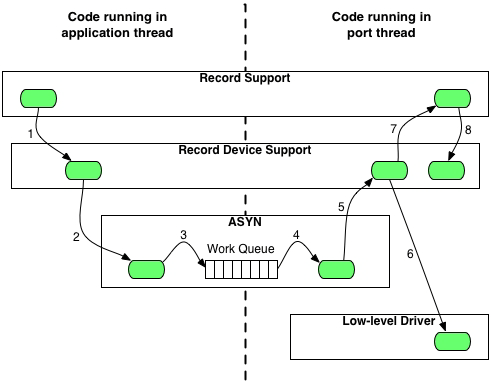 Code running in
application thread
Code running in
port thread
Record Support
1
7
8
Record Device Support
2
5
6
ASYN
3
4
Work Queue
Low-level Driver